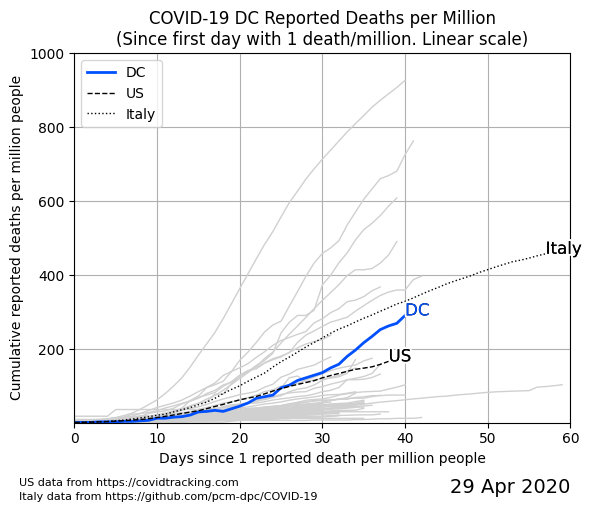 COVID-19 DC Reported Deaths per Million
(Since first day with 1 death/million. Linear scale)
Cumulative reported deaths per million people
1000
800
600
400
200
DC
US
Italy
Italy
DC
US
0 10 20 30 40 50 60
Days since 1 reported death per million people
US data from https://covidtracking.com
Italy data from https://github.com/pcm-dpc/COVID-19
29 Apr 2020